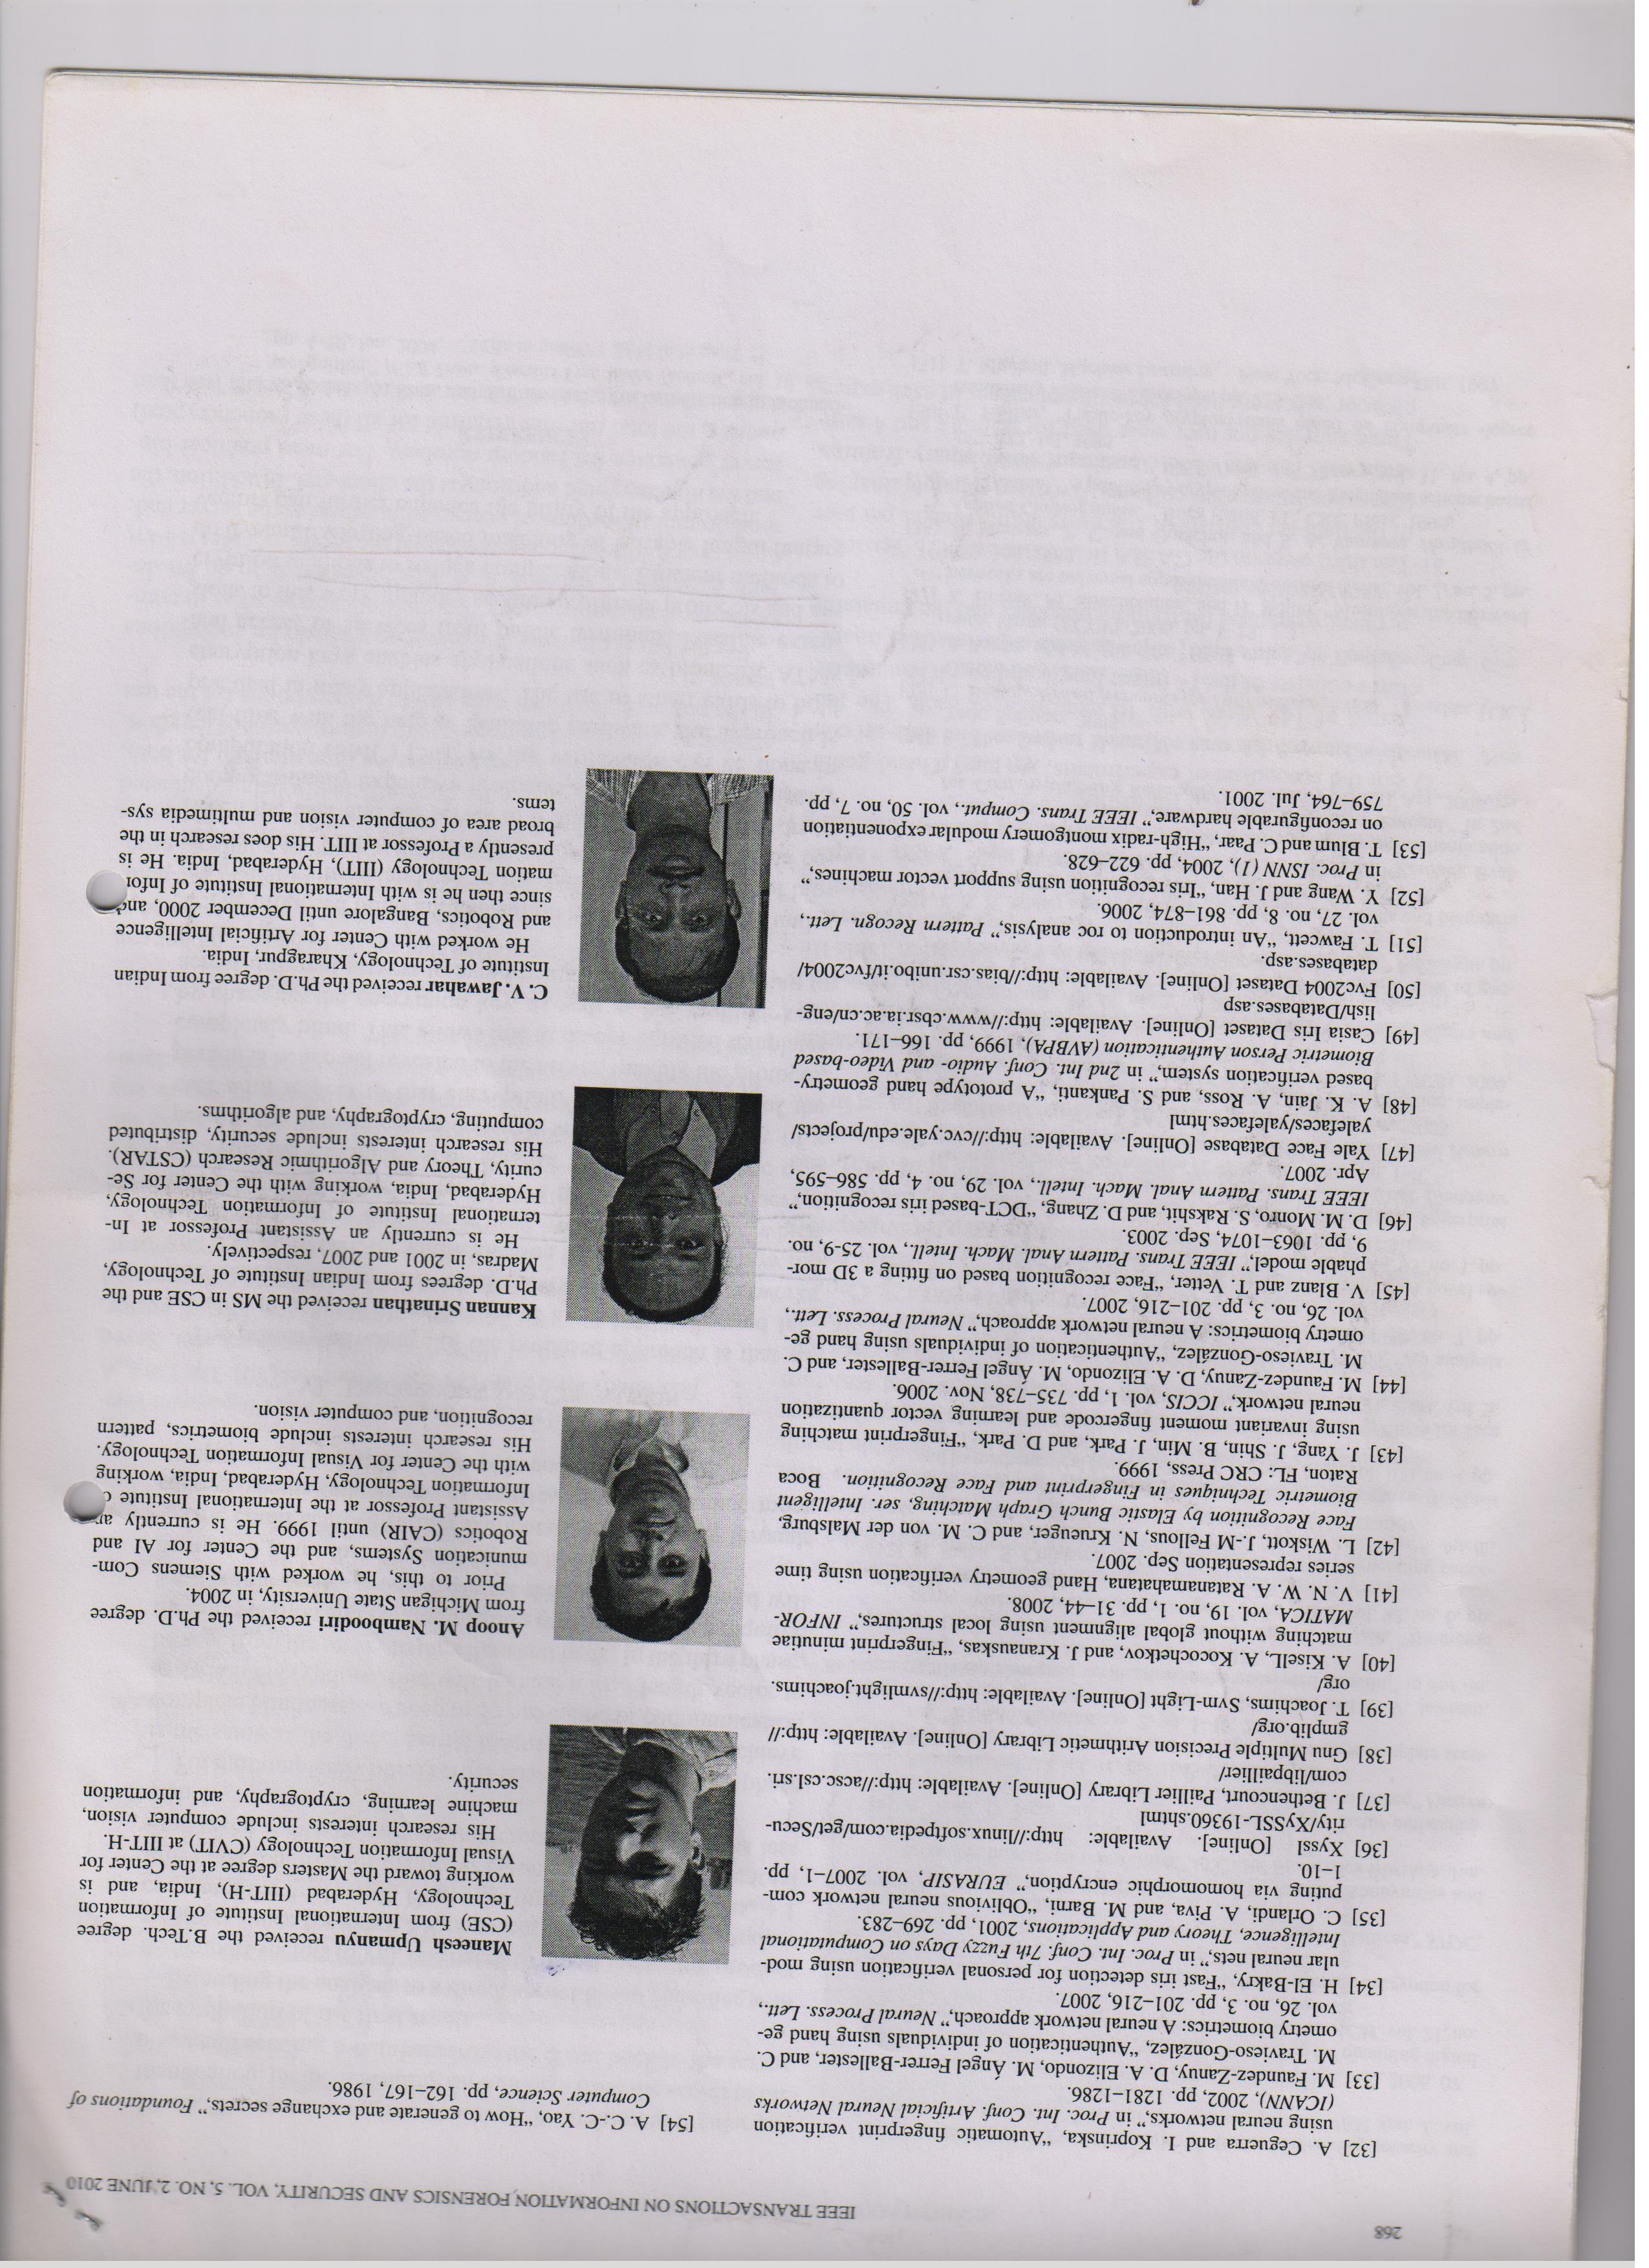 268
IEEE TRANSACTIONS ON INFORMATION FORENSICS AND SECURITY, VOL. 5, NO. 2, JUNE 2010
[32] A. Ceguerra and I. Koprinska, “Automatic fingerprint verification
using neural networks,” in Proc. Int. Conf. Artificial Neural Networks
(ICANN), 2002, pp. 1281–1286.
[33] M. Faundez-Zanuy, D. A. Elizondo, M. Ángel Ferrer-Ballester, and C.
M. Travieso-González, “Authentication of individuals using hand ge-
ometry biometrics: A neural network approach,” Neural Process. Lett.,
vol. 26, no. 3, pp. 201–216, 2007.
[34] H. El-Bakry, “Fast iris detection for personal verification using mod-
ular neural nets,” in Proc. Int. Conf. 7th Fuzzy Days on Computational
Intelligence, Theory and Applications, 2001, pp. 269–283.
[35] C. Orlandi, A. Piva, and M. Barni, “Oblivious neural network com-
puting via homomorphic encryption,” EURASIP, vol. 2007–1, pp.
1–10.
[36] Xyssl [Online]. Available: http://linux.softpedia.com/get/Secu-
rity/XySSL-19360.shtml
[37] J. Bethencourt, Paillier Library [Online]. Available: http://acsc.csl.sri.
com/libpaillier/
[38] Gnu Multiple Precision Arithmetic Library [Online]. Available: http://
gmplib.org/
[39] T. Joachims, Svm-Light [Online]. Available: http://svmlight.joachims.
org/
[40] A. KiselL, A. Kocochetkov, and J. Kranauskas, “Fingerprint minutiae
matching without global alignment using local structures,” INFOR-
MATICA, vol. 19, no. 1, pp. 31–44, 2008.
[41] V. N. W. A. Ratanamahatana, Hand geometry verification using time
series representation Sep. 2007.
[42] L. Wiskott, J.-M Fellous, N. Krueuger, and C. M. von der Malsburg,
Face Recognition by Elastic Bunch Graph Matching, ser. Intelligent
Biometric Techniques in Fingerprint and Face Recognition. Boca
Raton, FL: CRC Press, 1999.
[43] J. Yang, J. Shin, B. Min, J. Park, and D. Park, “Fingerprint matching
using invariant moment fingercode and learning vector quantization
neural network,” ICCIS, vol. 1, pp. 735–738, Nov. 2006.
[44] M. Faundez-Zanuy, D. A. Elizondo, M. Ángel Ferrer-Ballester, and C.
M. Travieso-González, “Authentication of individuals using hand ge-
ometry biometrics: A neural network approach,” Neural Process. Lett.,
vol. 26, no. 3, pp. 201–216, 2007.
[45] V. Blanz and T. Vetter, “Face recognition based on fitting a 3D mor-
phable model,” IEEE Trans. Pattern Anal. Mach. Intell., vol. 25-9, no.
9, pp. 1063–1074, Sep. 2003.
[46] D. M. Monro, S. Rakshit, and D. Zhang, “DCT-based iris recognition,”
IEEE Trans. Pattern Anal. Mach. Intell., vol. 29, no. 4, pp. 586–595,
Apr. 2007.
[47] Yale Face Database [Online]. Available: http://cvc.yale.edu/projects/
yalefaces/yalefaces.html
[48] A. K. Jain, A. Ross, and S. Pankanti, “A prototype hand geometry-
based verification system,” in 2nd Int. Conf. Audio- and Video-based
Biometric Person Authentication (AVBPA), 1999, pp. 166–171.
[49] Casia Iris Dataset [Online]. Available: http://www.cbsr.ia.ac.cn/eng-
lish/Databases.asp
[50] Fvc2004 Dataset [Online]. Available: http://bias.csr.unibo.it/fvc2004/
databases.asp.
[51] T. Fawcett, “An introduction to roc analysis,” Pattern Recogn. Lett.,
vol. 27, no. 8, pp. 861–874, 2006.
[52] Y. Wang and J. Han, “Iris recognition using support vector machines,”
in Proc. ISNN (1), 2004, pp. 622–628.
[53] T. Blum and C. Paar, “High-radix montgomery modular exponentiation
on reconfigurable hardware,” IEEE Trans. Comput., vol. 50, no. 7, pp.
759–764, Jul. 2001.
[54] A. C.-C. Yao, “How to generate and exchange secrets,” Foundations of
Computer Science, pp. 162–167, 1986.
Maneesh Upmanyu received the B.Tech. degree
(CSE) from International Institute of Information
Technology, Hyderabad (IIIT-H), India, and is
working toward the Masters degree at the Center for
Visual Information Technology (CVIT) at IIIT-H.
His research interests include computer vision,
machine learning, cryptography, and information
security.
Anoop M. Namboodiri received the Ph.D. degree
from Michigan State University, in 2004.
Prior to this, he worked with Siemens Com-
munication Systems, and the Center for AI and
Robotics (CAIR) until 1999. He is currently an
Assistant Professor at the International Institute of
Information Technology, Hyderabad, India, working
with the Center for Visual Information Technology.
His research interests include biometrics, pattern
recognition, and computer vision.
Kannan Srinathan received the MS in CSE and the
Ph.D. degrees from Indian Institute of Technology,
Madras, in 2001 and 2007, respectively.
He is currently an Assistant Professor at In-
ternational Institute of Information Technology,
Hyderabad, India, working with the Center for Se-
curity, Theory and Algorithmic Research (CSTAR).
His research interests include security, distributed
computing, cryptography, and algorithms.
C. V. Jawahar received the Ph.D. degree from Indian
Institute of Technology, Kharagpur, India.
He worked with Center for Artificial Intelligence
and Robotics, Bangalore until December 2000, and
since then he is with International Institute of Infor-
mation Technology (IIIT), Hyderabad, India. He is
presently a Professor at IIIT. His does research in the
broad area of computer vision and multimedia sys-
tems.